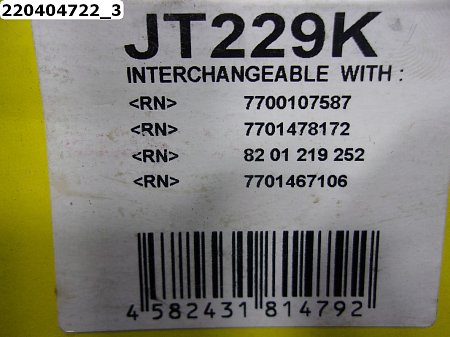 220404722_3
JT229K
INTERCHANGEABLE WITH :
<RN> 7700107587
<RN> 7701478172
<RN> 82 01 219 252
<RN> 7701467106
4 582431 814792